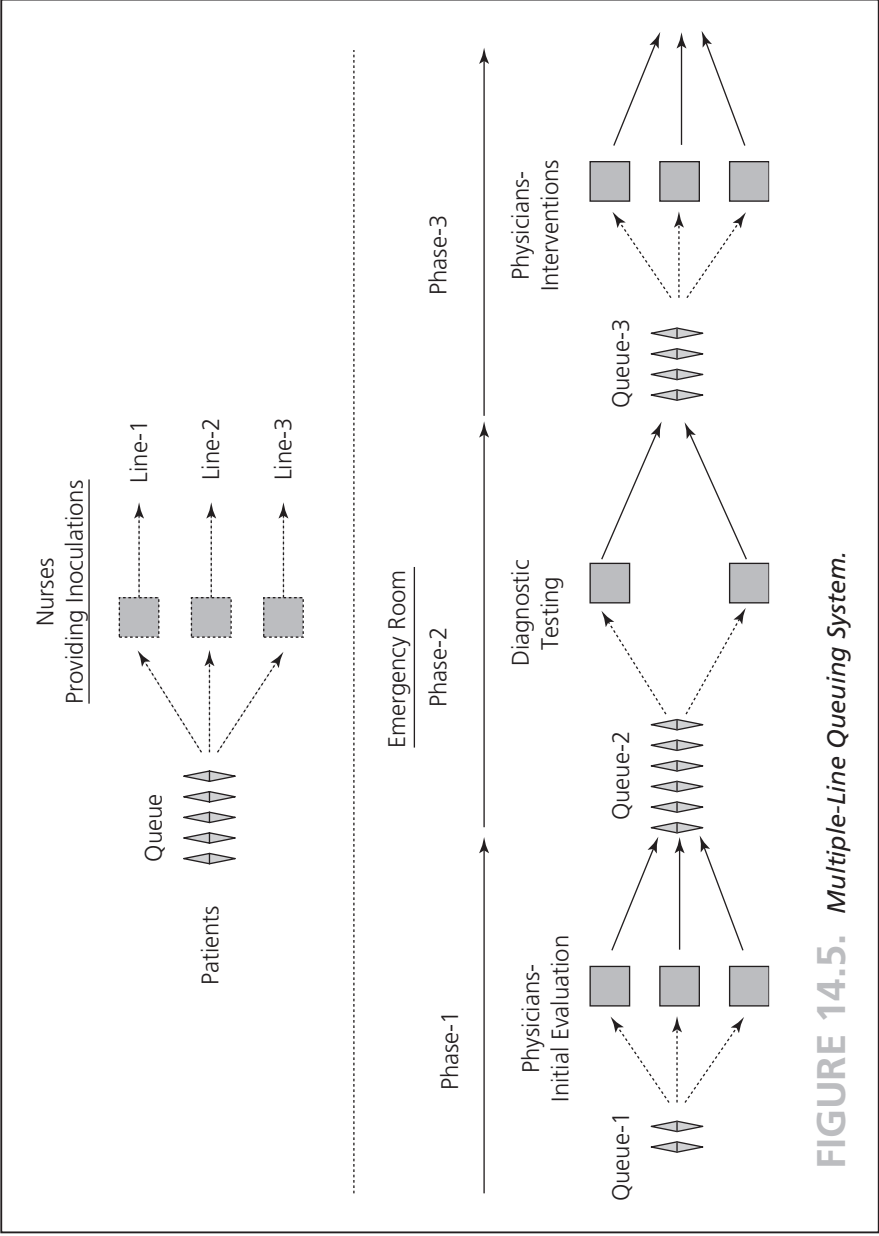 Nurses
Providing Inoculations
Queue
Patients
Line-1
Line-2
Line-3
Emergency Room
Phase-1
Phase-2
Phase-3
Physicians-
Initial Evaluation
Diagnostic
Testing
Physicians-
Interventions
Queue-1
Queue-2
Queue-3
FIGURE 14.5. Multiple-Line Queuing System.